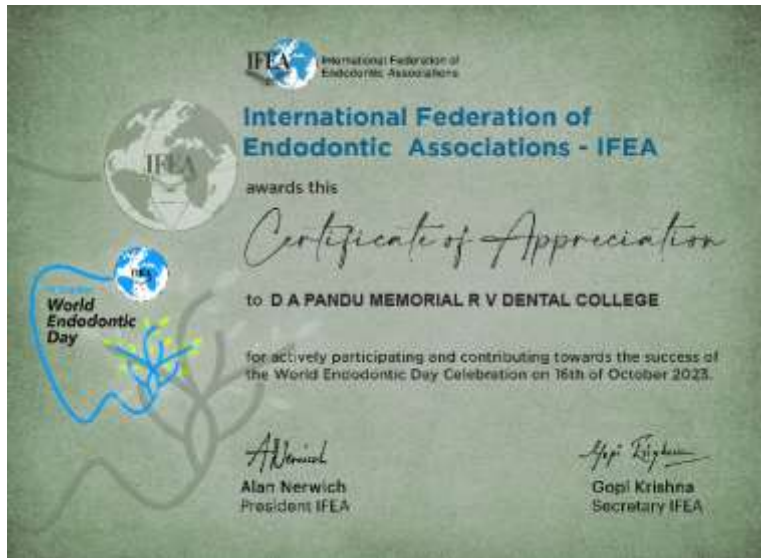 IFEA
International Federation of
Endodontic Associations
International Federation of
Endodontic Associations - IFEA
IFEA
awards this
Certificate of Appreciation
IFEA
World
Endodontic
Day
to D A PANDU MEMORIAL R V DENTAL COLLEGE
for actively participating and contributing towards the success of
the World Endodontic Day Celebration on 16th of October 2023.
Alan Nerwich
President IFEA
Gopi Krishna
Secretary IFEA